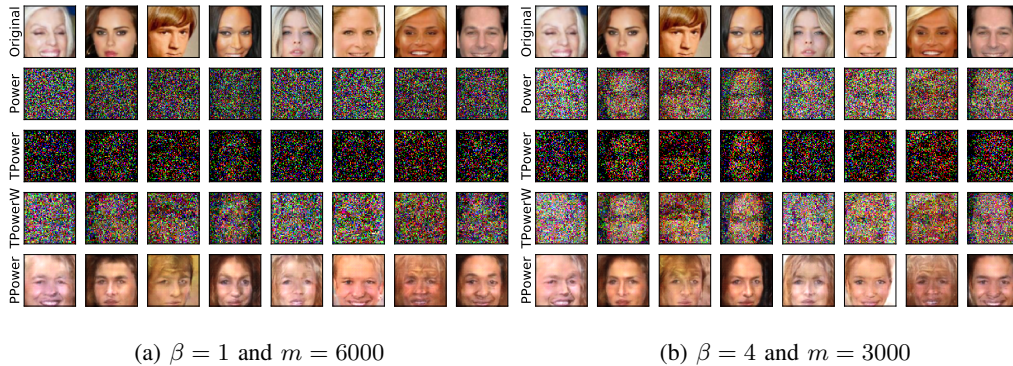 Original
Power
TPower
TPowerW
PPower
Original
Power
TPower
TPowerW
PPower
(a) β = 1 and m = 6000
(b) β = 4 and m = 3000